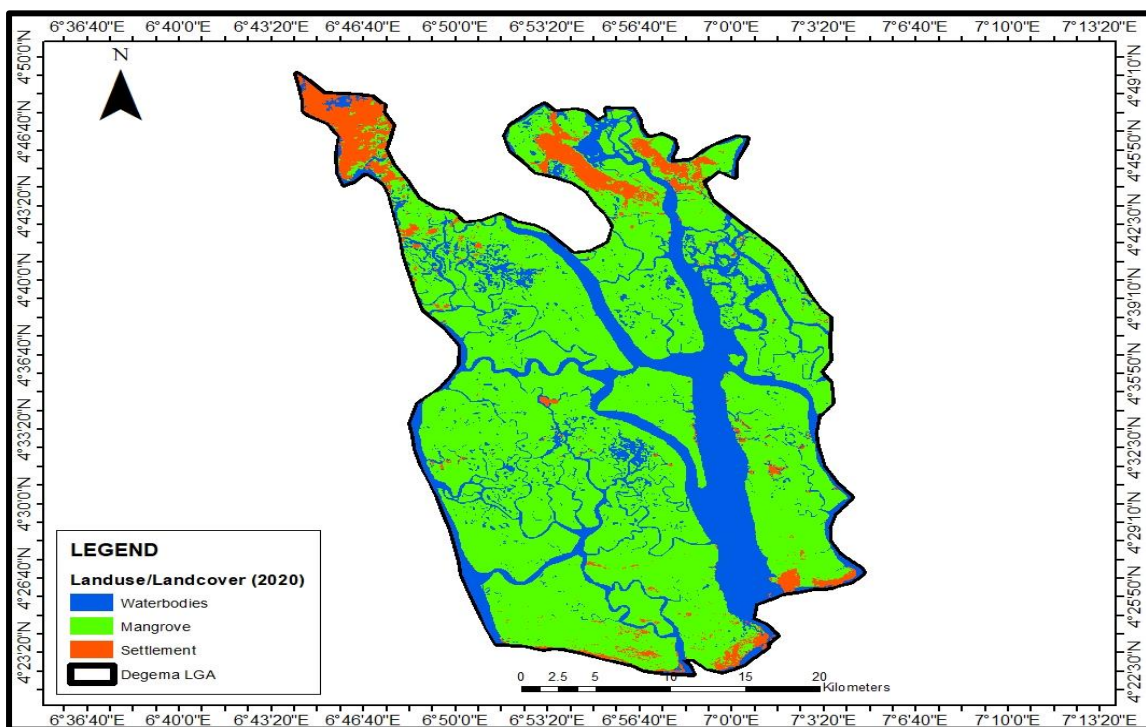 6°36'40"E 6°40'0"E 6°43'20"E 6°46'40"E 6°50'0"E 6°53'20"E 6°56'40"E 7°0'0"E 7°3'20"E 7°6'40"E 7°10'0"E 7°13'20"E
N
4°50'0"N
4°46'40"N
4°43'20"N
4°40'0"N
4°36'40"N
4°33'20"N
4°30'0"N
4°26'40"N
4°23'20"N
4°49'10"N
4°45'50"N
4°42'30"N
4°39'10"N
4°35'50"N
4°32'30"N
4°29'10"N
4°25'50"N
4°22'30"N
LEGEND
Landuse/Landcover (2020)
Waterbodies
Mangrove
Settlement
Degema LGA
0 2.5 5 10 15 20
Kilometers
6°36'40"E 6°40'0"E 6°43'20"E 6°46'40"E 6°50'0"E 6°53'20"E 6°56'40"E 7°0'0"E 7°3'20"E 7°6'40"E 7°10'0"E 7°13'20"E